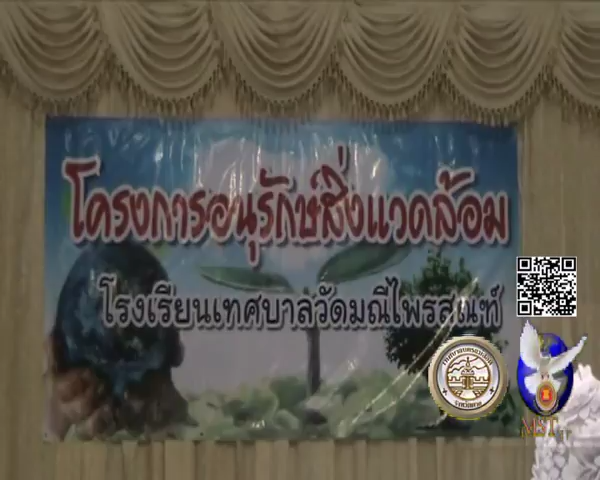 โครงการอนุรักษ์สิ่งแวดล้อม
โรงเรียนเทศบาลวัดมณีไพรสณฑ์
MST